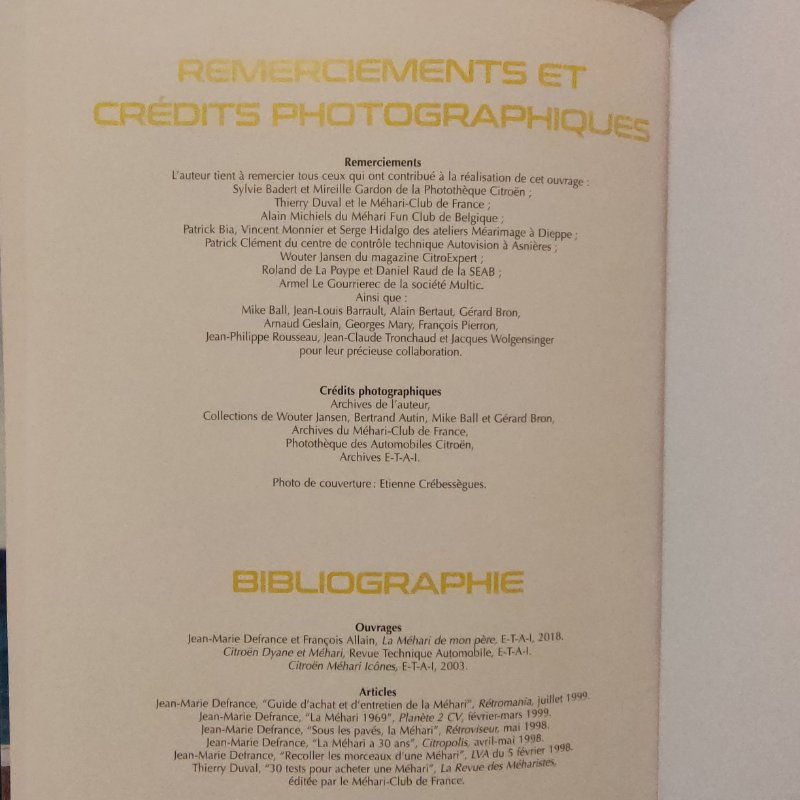 REMERCIEMENTS ET
CRÉDITS PHOTOGRAPHIQUES
Remerciements
L'auteur tient à remercier tous ceux qui ont contribué à la réalisation de cet ouvrage :
Sylvie Badert et Mireille Gardon de la Photothèque Citroën ;
Thierry Duval et le Méhari-Club de France ;
Alain Michiels du Méhari Fun Club de Belgique ;
Patrick Bia, Vincent Monnier et Serge Hidalgo des ateliers Méarimage à Dieppe ;
Patrick Clément du centre de contrôle technique Autovision à Asnières ;
Wouter Jansen du magazine CitroExpert ;
Roland de La Poype et Daniel Raud de la SEAB ;
Armel Le Gourrierec de la société Multic.
Ainsi que :
Mike Ball, Jean-Louis Barrault, Alain Bertaut, Gérard Bron,
Arnaud Geslain, Georges Mary, François Pierron,
Jean-Philippe Rousseau, Jean-Claude Tronchaud et Jacques Wolgensinger
pour leur précieuse collaboration.
Crédits photographiques
Archives de l'auteur,
Collections de Wouter Jansen, Bertrand Autin, Mike Ball et Gérard Bron,
Archives du Méhari-Club de France,
Photothèque des Automobiles Citroën,
Archives E-T-A-I.
Photo de couverture : Etienne Crébessègues.
BIBLIOGRAPHIE
Ouvrages
Jean-Marie Defrance et François Allain, La Méhari de mon père, E-T-A-I, 2018.
Citroën Dyane et Méhari, Revue Technique Automobile, E-T-A-I.
Citroën Méhari Icônes, E-T-A-I, 2003.
Articles
Jean-Marie Defrance, "Guide d'achat et d'entretien de la Méhari", Rétromania, juillet 1999.
Jean-Marie Defrance, "La Méhari 1969", Planète 2 CV, février-mars 1999.
Jean-Marie Defrance, "Sous les pavés, la Méhari", Rétroviseur, mai 1998.
Jean-Marie Defrance, "La Méhari a 30 ans", Citropolis, avril-mai 1998.
Jean-Marie Defrance, "Recoller les morceaux d'une Méhari", LVA du 5 février 1998.
Thierry Duval, "30 tests pour acheter une Méhari", La Revue des Méharistes,
éditée par le Méhari-Club de France.